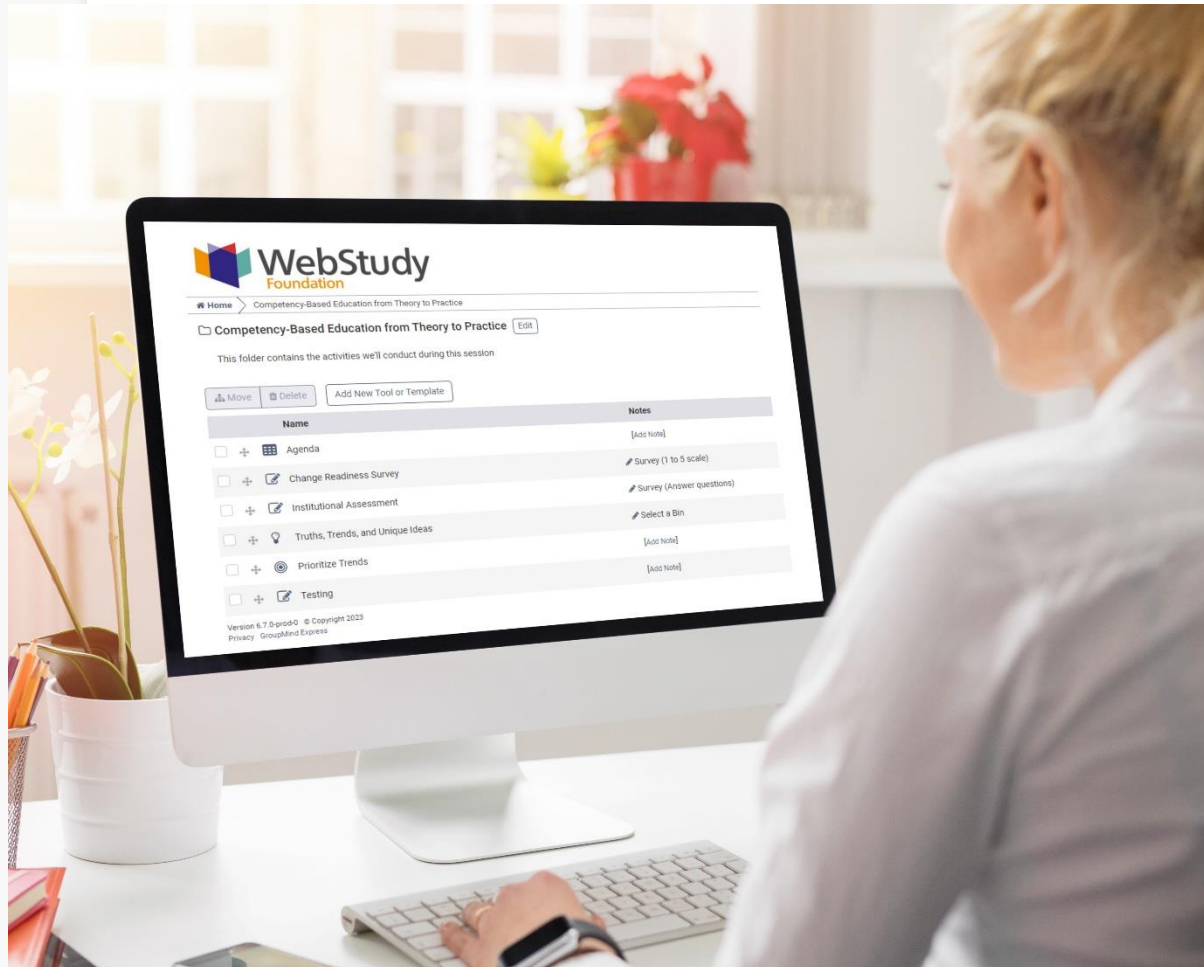 WebStudy
Foundation
Home Competency-Based Education from Theory to Practice
Competency-Based Education from Theory to Practice Edit
This folder contains the activities we'll conduct during this session
Move Delete Add New Tool or Template
Name Notes
Agenda [Add Note]
Change Readiness Survey Survey (1 to 5 scale)
Institutional Assessment Survey (Answer questions)
Truths, Trends, and Unique Ideas Select a Bin
Prioritize Trends [Add Note]
Testing [Add Note]
Version 6.7.0-prod-0 © Copyright 2023
Privacy GroupMind Express